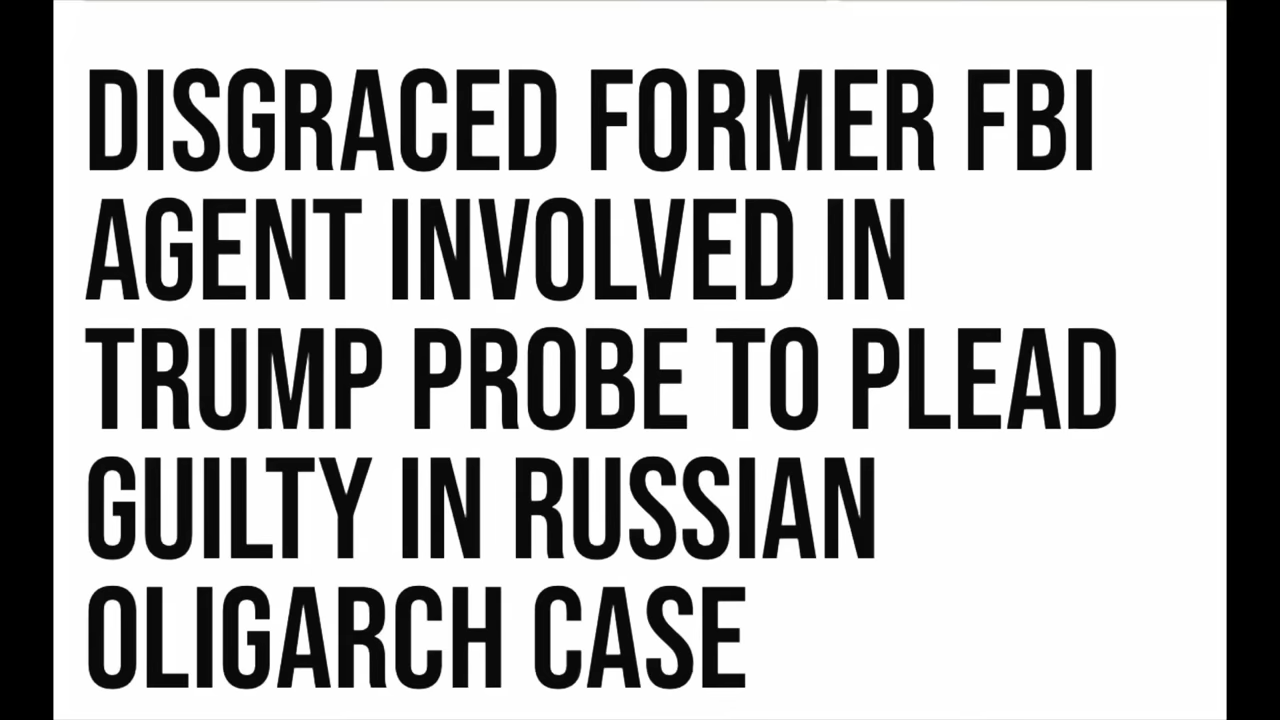 DISGRACED FORMER FBI
AGENT INVOLVED IN
TRUMP PROBE TO PLEAD
GUILTY IN RUSSIAN
OLIGARCH CASE